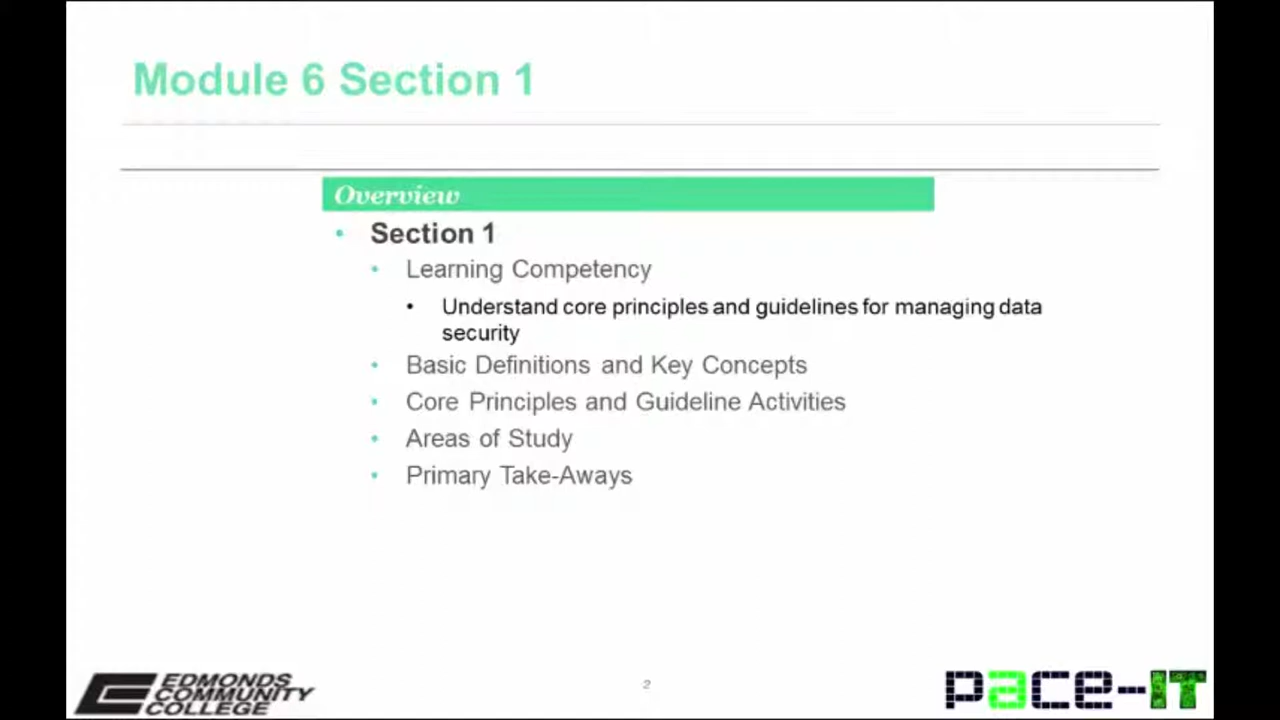 Module 6 Section 1
Overview
• Section 1
• Learning Competency
• Understand core principles and guidelines for managing data
security
• Basic Definitions and Key Concepts
• Core Principles and Guideline Activities
• Areas of Study
• Primary Take-Aways
EDMONDS
COMMUNITY
COLLEGE
2
pace-IT